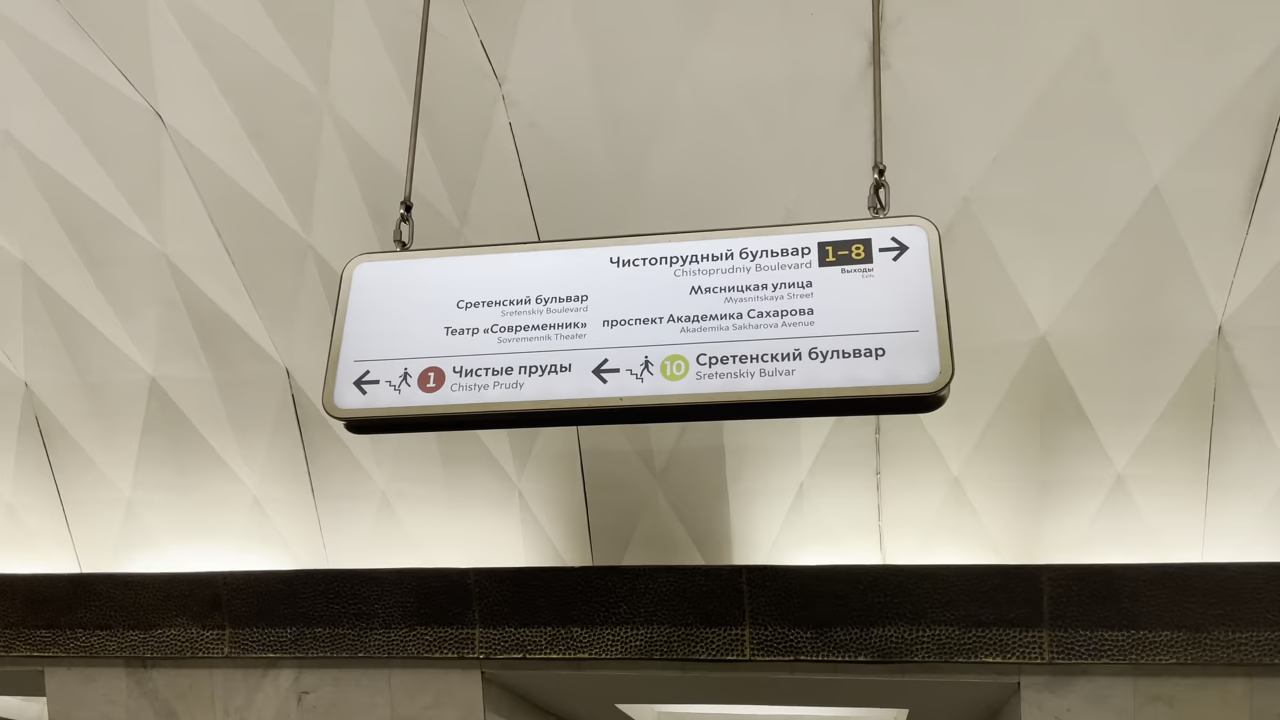 Чистопрудный бульвар 1-8
Chistoprudniy Boulevard
Выходы
Exits
Сретенский бульвар
Sretenskiy Boulevard
Мясницкая улица
Myasnitskaya Street
Театр «Современник»
Sovremennik Theater
проспект Академика Сахарова
Akademika Sakharova Avenue
1 Чистые пруды
Chistye Prudy
10 Сретенский бульвар
Sretenskiy Bulvar